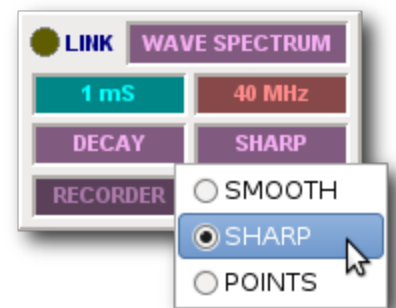 LINK WAVE SPECTRUM
1 mS 40 MHz
DECAY SHARP
RECORDER
SMOOTH
SHARP
POINTS